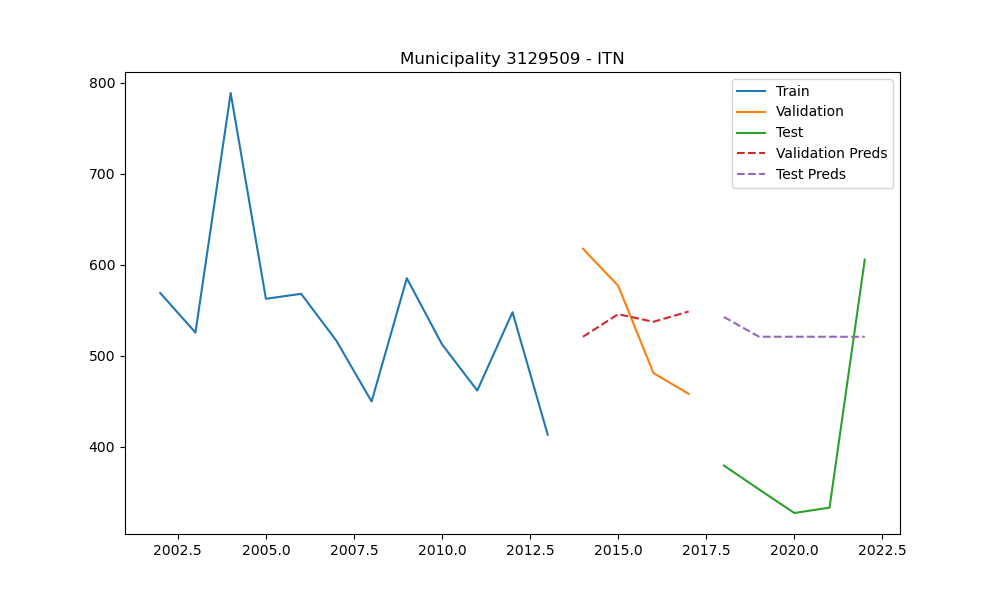 Municipality 3129509 - ITN
800
700
600
500
400
Train
Validation
Test
Validation Preds
Test Preds
2002.5 2005.0 2007.5 2010.0 2012.5 2015.0 2017.5 2020.0 2022.5